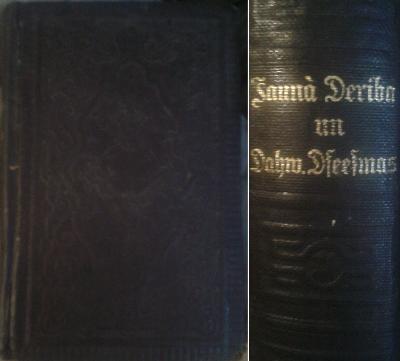 Jaunà Deriba
un
Dahw. Dſeeſmas